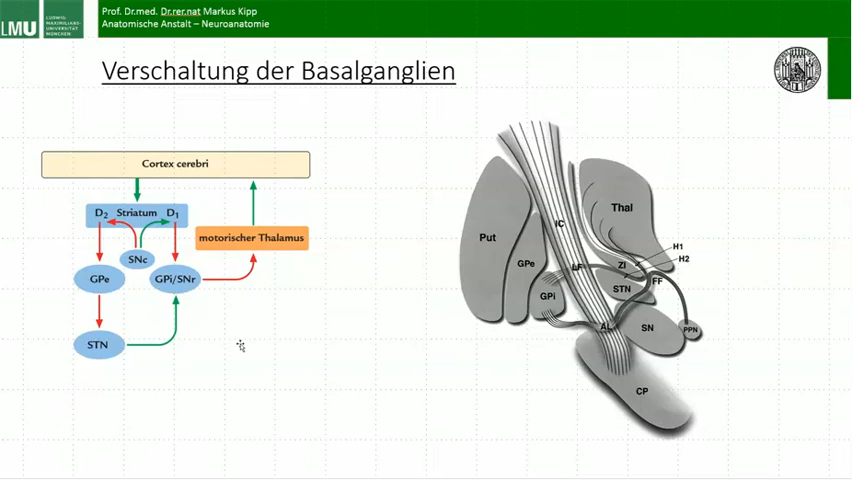 LMU
LUDWIG-
MAXIMILIANS-
UNIVERSITÄT
MÜNCHEN
Prof. Dr.med. Dr.rer.nat Markus Kipp
Anatomische Anstalt – Neuroanatomie
Verschaltung der Basalganglien
Cortex cerebri
D2 Striatum D1
SNc
motorischer Thalamus
GPe
GPi/SNr
STN
Put
GPe
GPi
IC
LF
AL
Thal
ZI
STN
H1
H2
FF
SN
PPN
CP